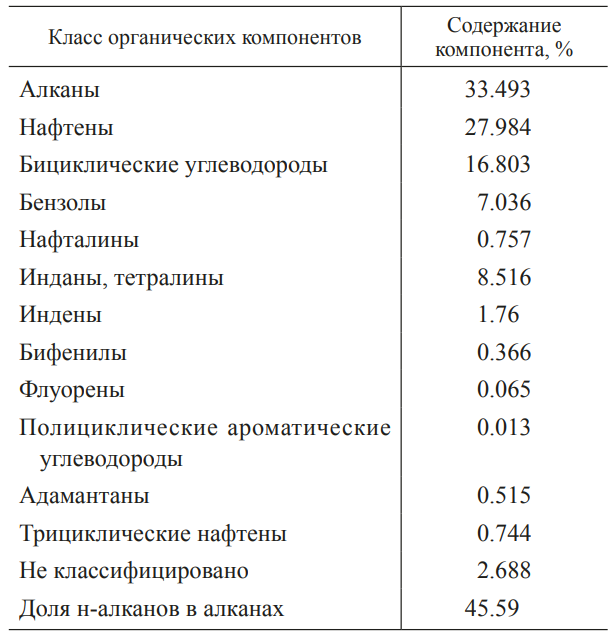 Класс органических компонентов
Содержание
компонента, %
Алканы 33.493
Нафтены 27.984
Бициклические углеводороды 16.803
Бензолы 7.036
Нафталины 0.757
Инданы, тетралины 8.516
Индены 1.76
Бифенилы 0.366
Флуорены 0.065
Полициклические ароматические 0.013
углеводороды
Адамантаны 0.515
Трициклические нафтены 0.744
Не классифицировано 2.688
Доля н-алканов в алканах 45.59